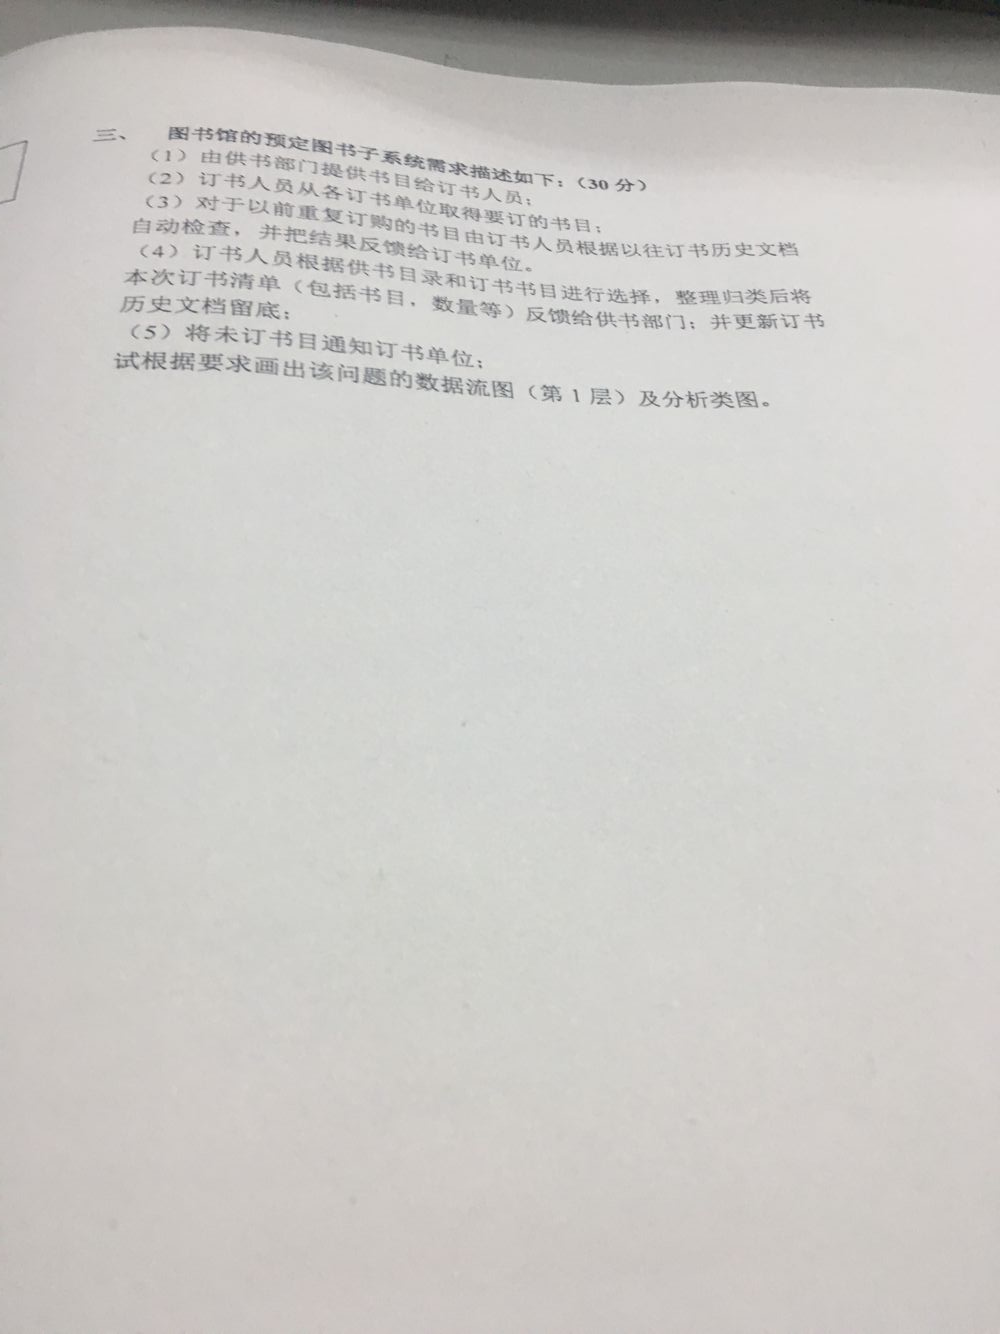 三、 图书馆的预定图书子系统需求描述如下：（30 分）
（1）由供书部门提供书目给订书人员；
（2）订书人员从各订书单位取得要订的书目；
（3）对于以前重复订购的书目由订书人员根据以往订书历史文档
自动检查，并把结果反馈给订书单位。
（4）订书人员根据供书目录和订书书目进行选择，整理归类后将
本次订书清单（包括书目，数量等）反馈给供书部门；并更新订书
历史文档留底；
（5）将未订书目通知订书单位；
试根据要求画出该问题的数据流图（第 1 层）及分析类图。